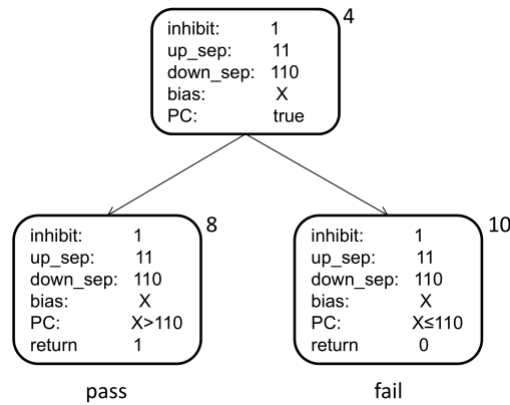 4
inhibit: 1
up_sep: 11
down_sep: 110
bias: X
PC: true
8
inhibit: 1
up_sep: 11
down_sep: 110
bias: X
PC: X>110
return 1
pass
10
inhibit: 1
up_sep: 11
down_sep: 110
bias: X
PC: X≤110
return 0
fail